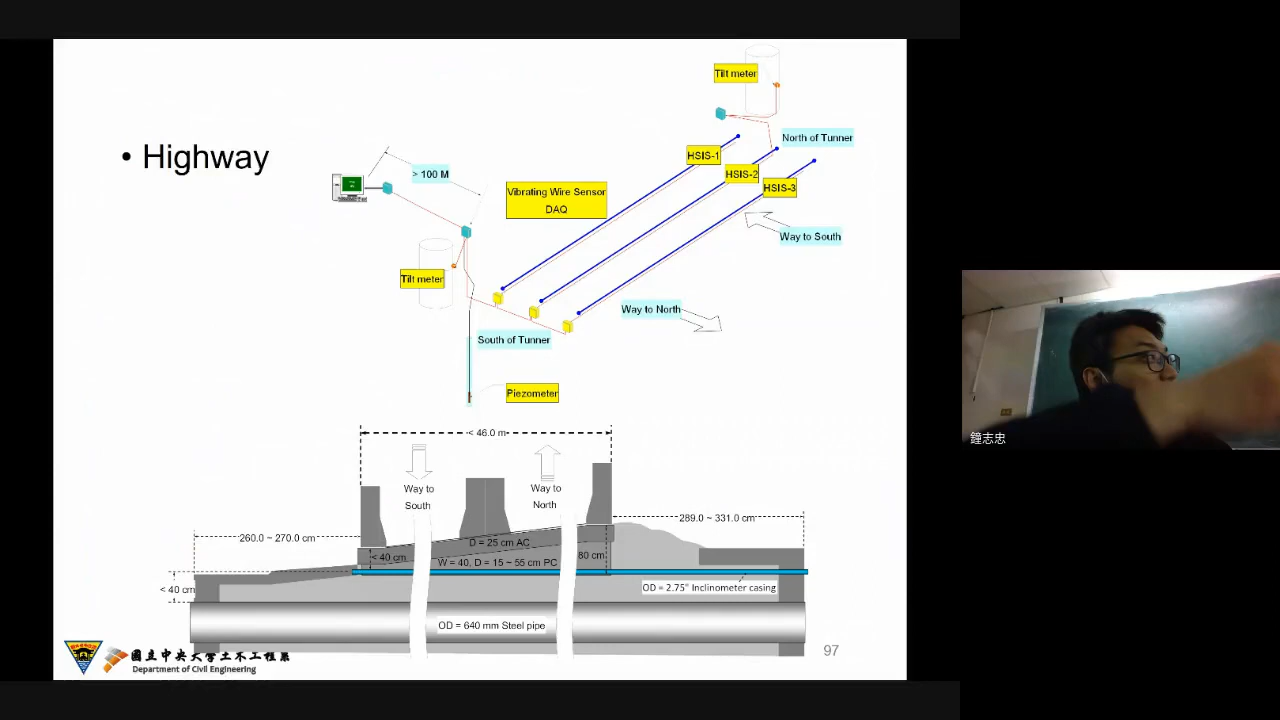 • Highway
Tilt meter
North of Tunner
HSIS-1
HSIS-2
HSIS-3
> 100 M
Vibrating Wire Sensor
DAQ
Way to South
Tilt meter
Way to North
South of Tunner
Piezometer
< 46.0 m
Way to
South
Way to
North
289.0 ~ 331.0 cm
260.0 ~ 270.0 cm
D = 25 cm AC
< 40 cm
W = 40, D = 15 ~ 55 cm PC
80 cm
< 40 cm
OD = 2.75" Inclinometer casing
OD = 640 mm Steel pipe
國立中央大學土木工程系
Department of Civil Engineering
97
鐘志忠